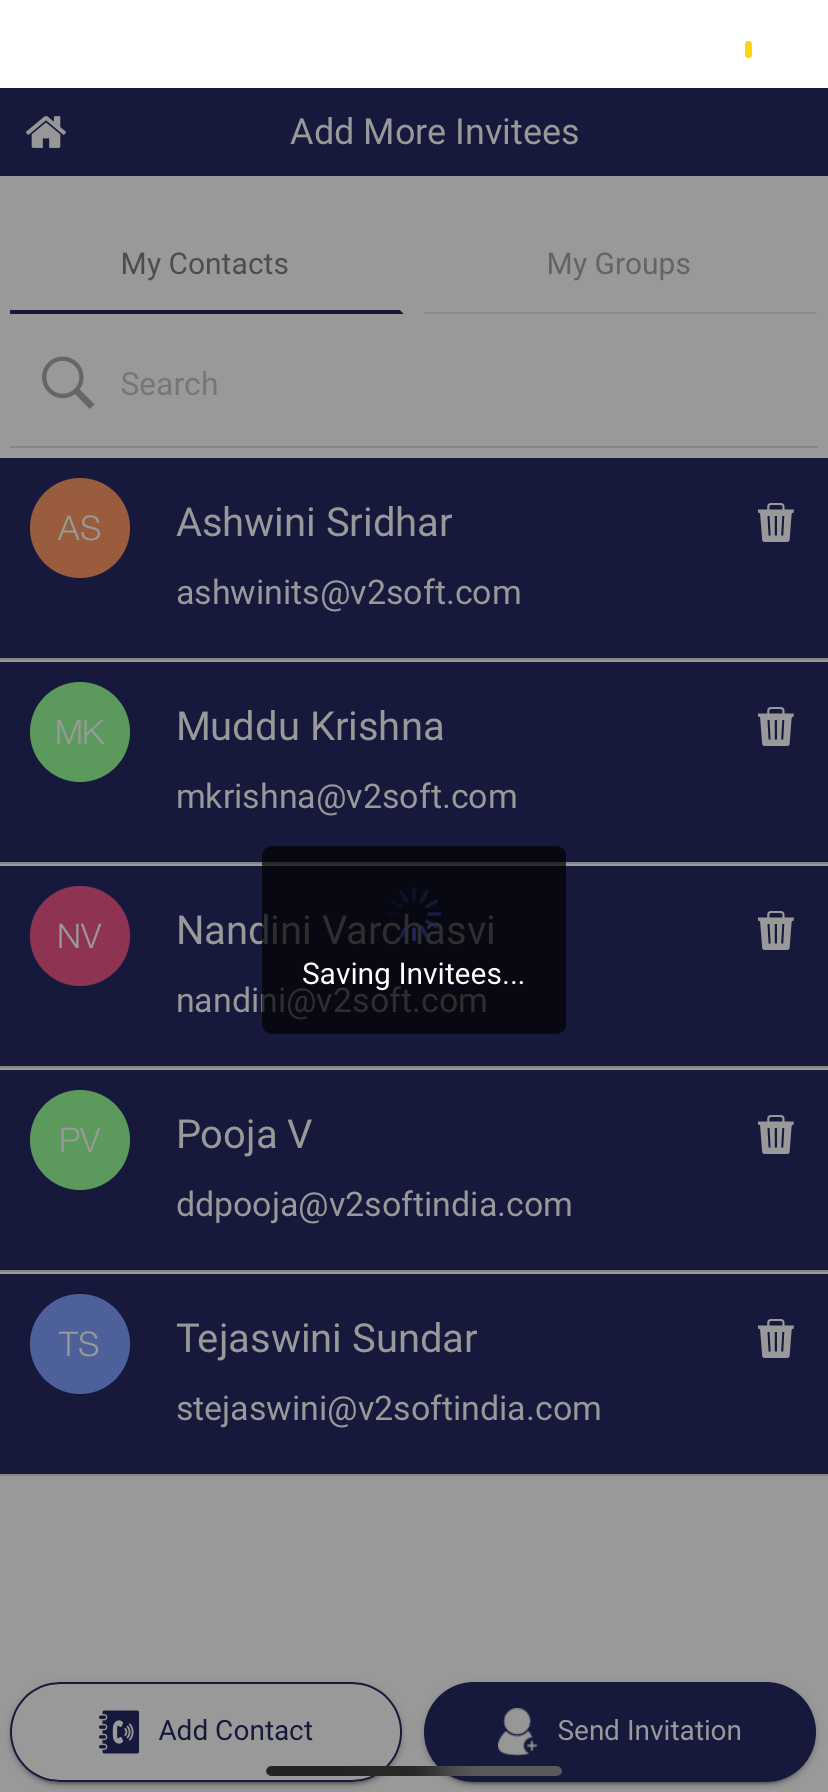 Add More Invitees
My Contacts
My Groups
Search
AS
Ashwini Sridhar
ashwinits@v2soft.com
MK
Muddu Krishna
mkrishna@v2soft.com
NV
Nandini Varchasvi
Saving Invitees...
nandini@v2soft.com
PV
Pooja V
ddpooja@v2softindia.com
TS
Tejaswini Sundar
stejaswini@v2softindia.com
Add Contact
Send Invitation